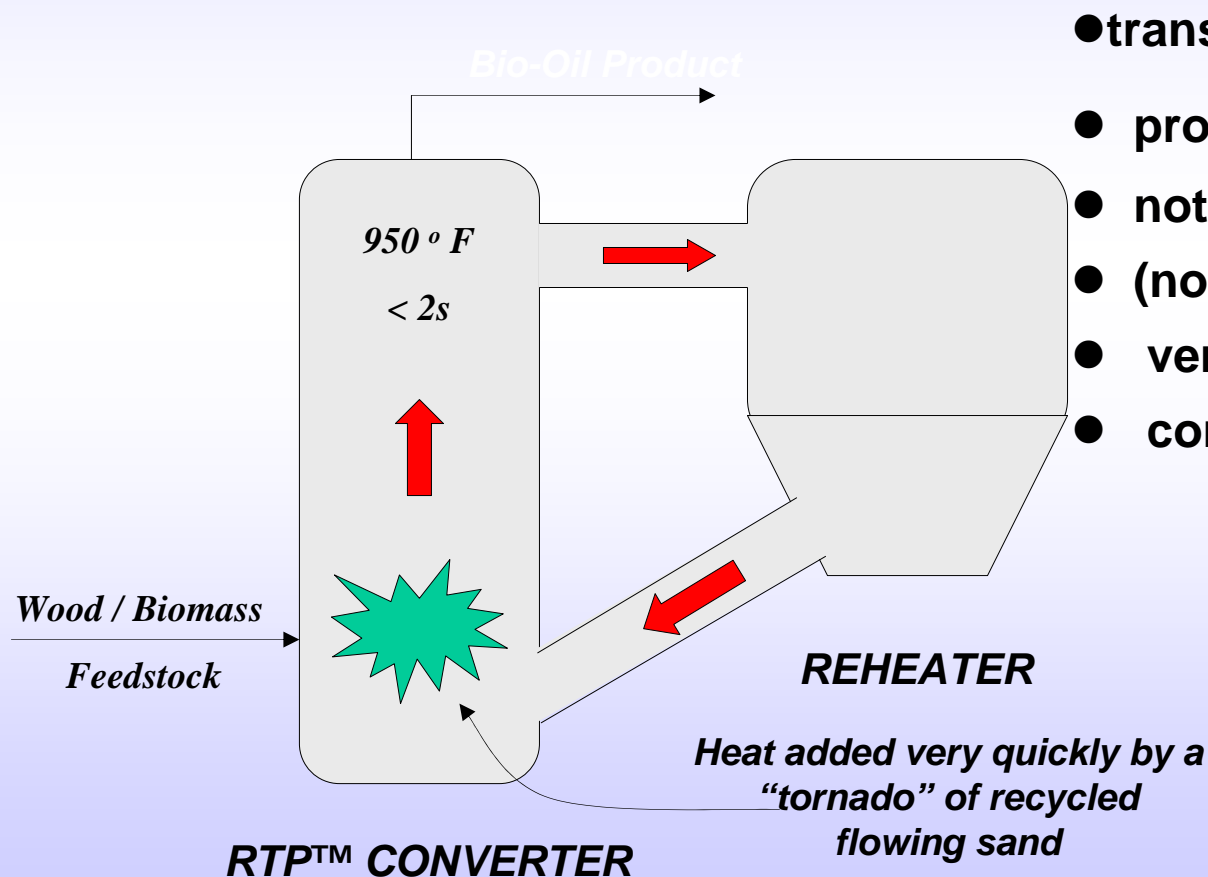 Bio-Oil Product
950 o F
< 2s
Wood / Biomass
Feedstock
REHEATER
Heat added very quickly by a
“tornado” of recycled
flowing sand
RTP™ CONVERTER
●trans
● pro
● not
● (no
● ver